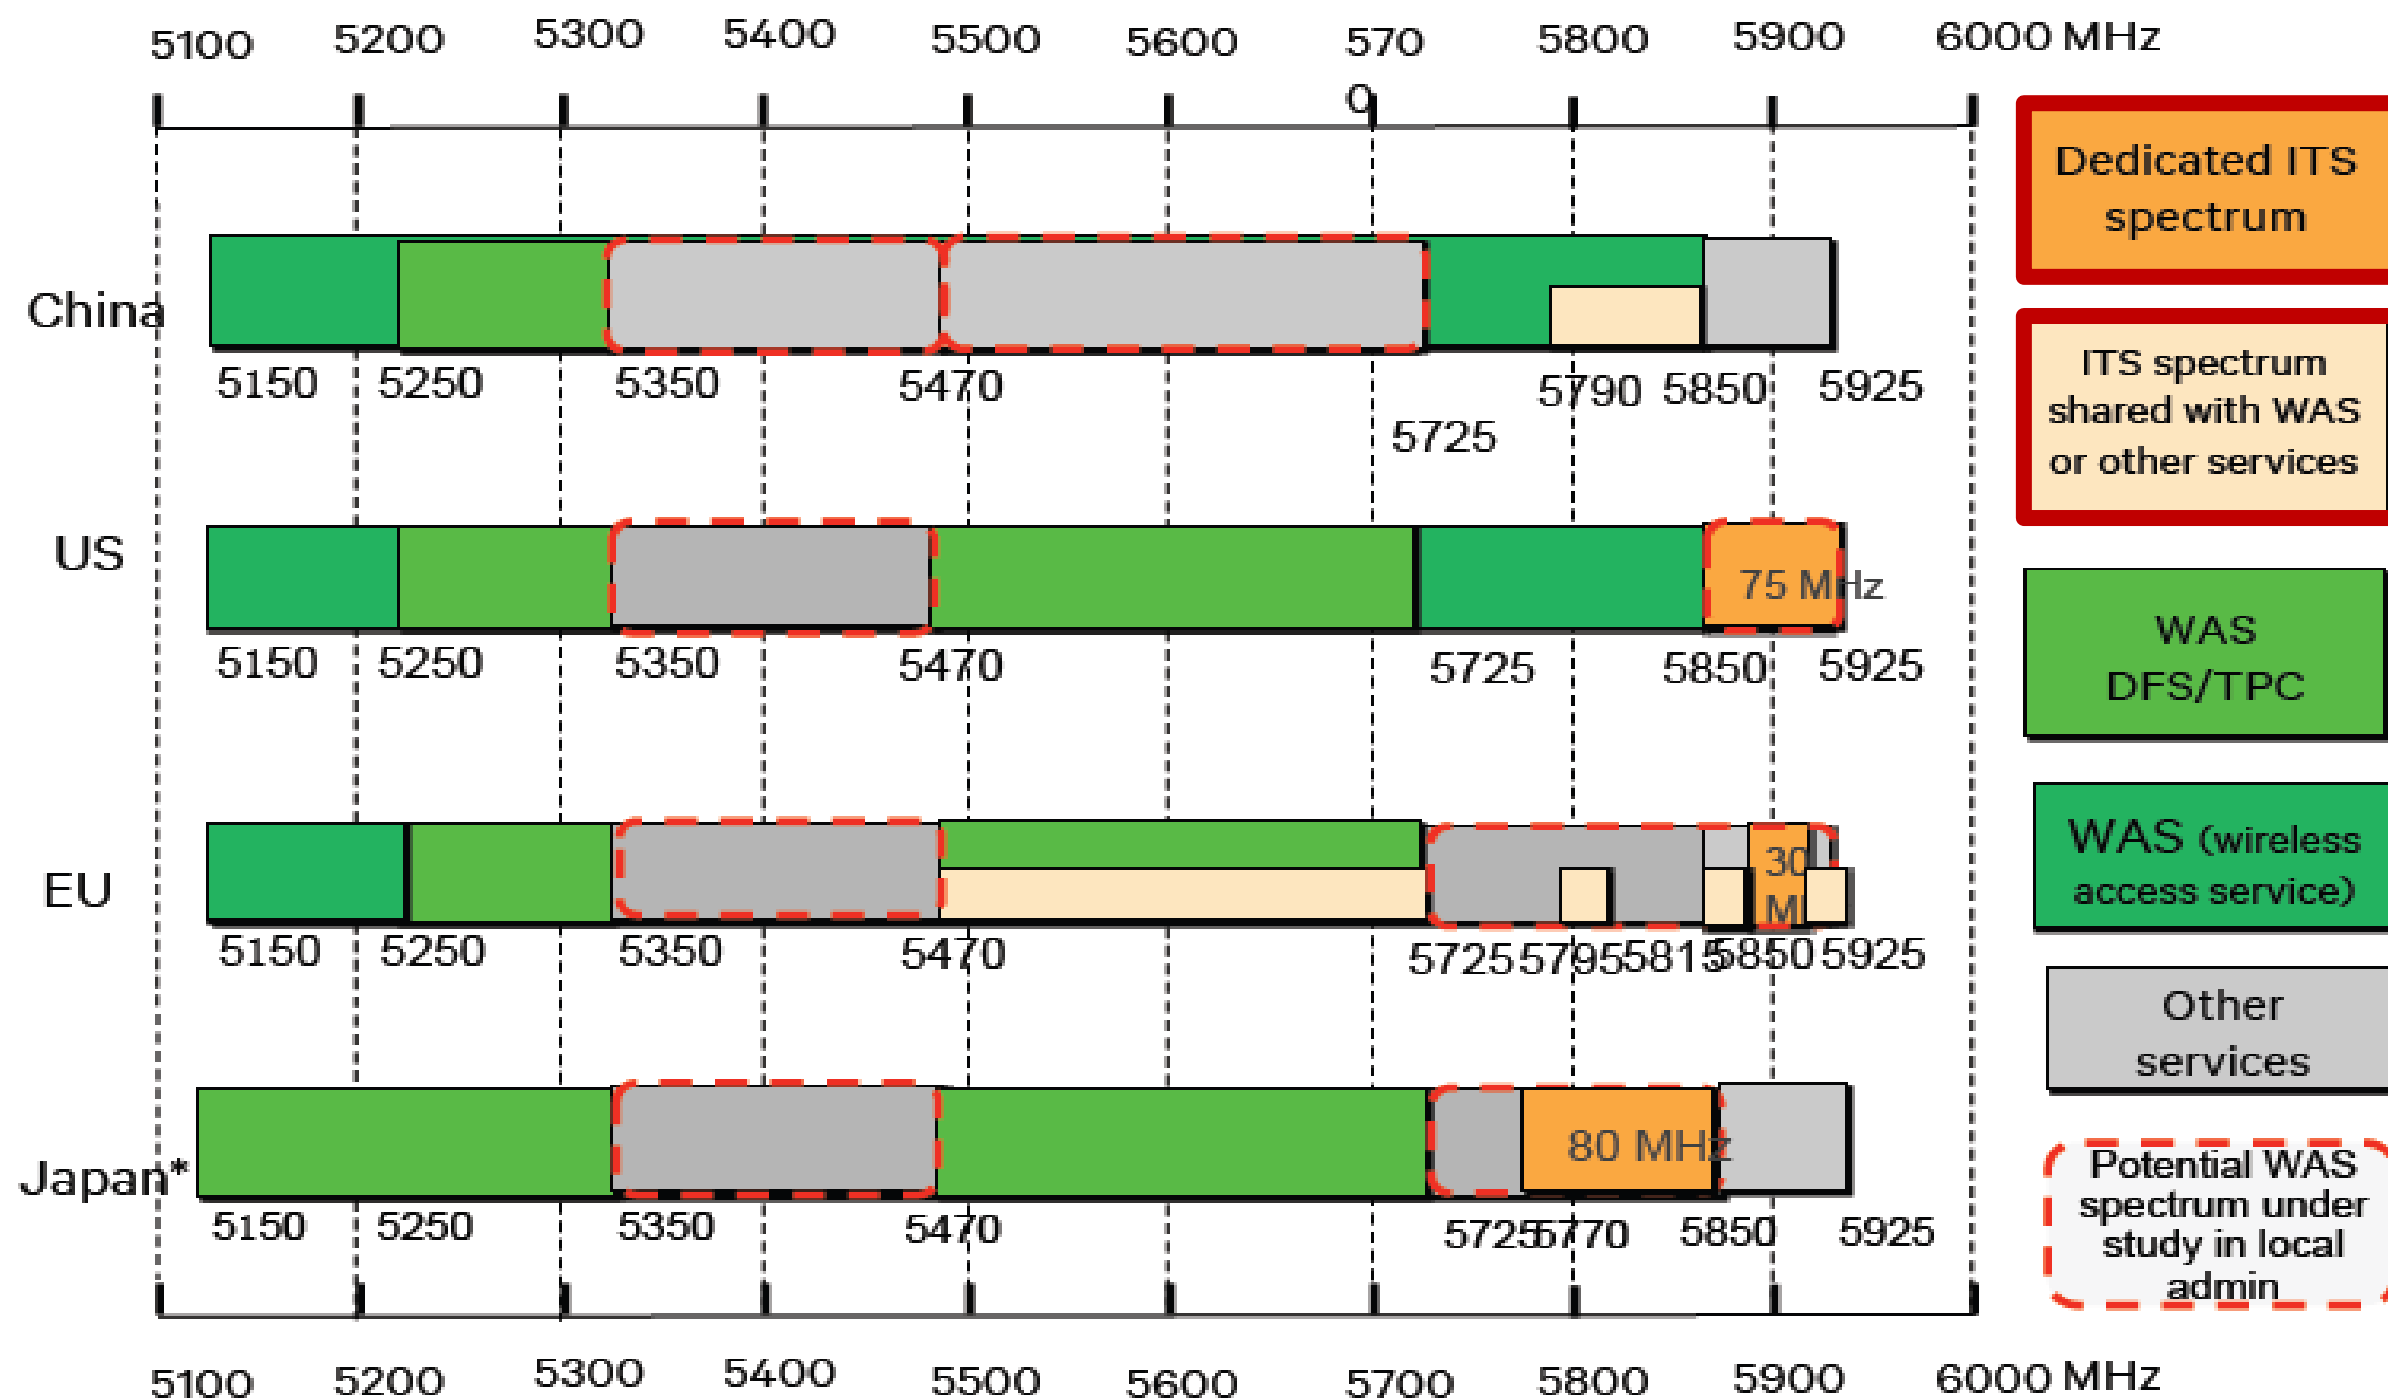 5100 5200 5300 5400 5500 5600 570 5800 5900 6000 MHz
0
Dedicated ITS
spectrum
China
5150 5250 5350 5470 5790 5850 5925
5725
ITS spectrum
shared with WAS
or other services
US
75 MHz
5150 5250 5350 5470 5725 5850 5925
WAS
DFS/TPC
EU
30
M
5150 5250 5350 5470 5725 5795 5815 5850 5925
WAS (wireless
access service)
Other
services
Japan*
80 MHz
5150 5250 5350 5470 5725 5770 5850 5925
Potential WAS
spectrum under
study in local
admin
5100 5200 5300 5400 5500 5600 5700 5800 5900 6000 MHz